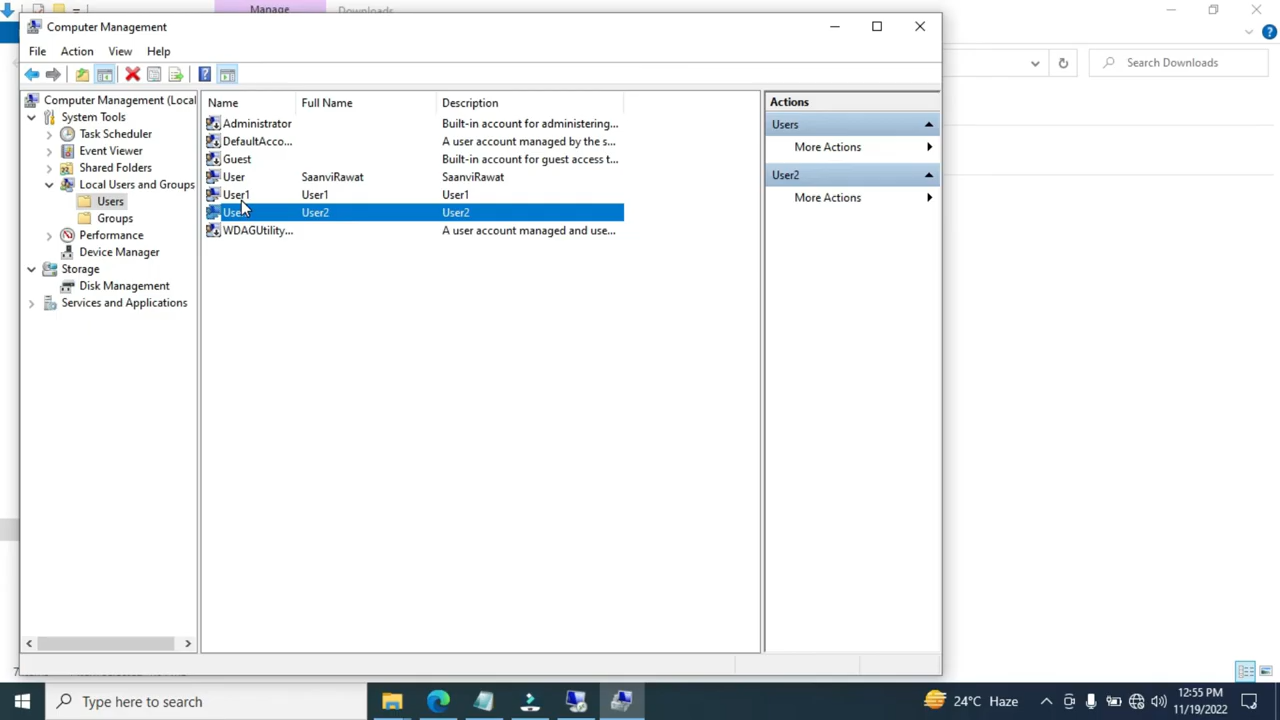 Manage
Downloads
Computer Management
File Action View Help
Search Downloads
Computer Management (Local
System Tools
Task Scheduler
Event Viewer
Shared Folders
Local Users and Groups
Users
Groups
Performance
Device Manager
Storage
Disk Management
Services and Applications
Name Full Name Description
Administrator Built-in account for administering...
DefaultAcco... A user account managed by the s...
Guest Built-in account for guest access t...
User SaanviRawat SaanviRawat
User1 User1 User1
User2 User2
WDAGUtility... A user account managed and use...
Actions
Users
More Actions
User2
More Actions
Type here to search
24°C Haze
12:55 PM
11/19/2022